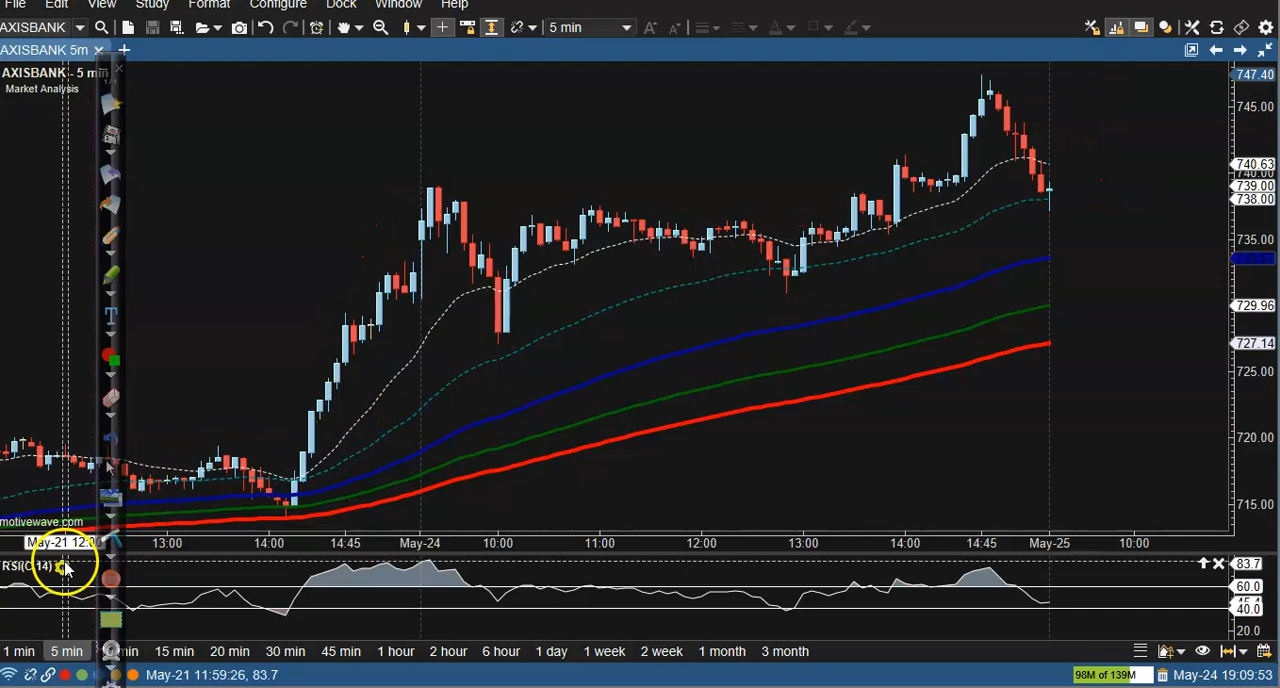 File Edit View Study Format Configure Dock Window Help
AXISBANK 5 min
AXISBANK 5m
AXISBANK - 5 min
Market Analysis
747.40
745.00
740.63
740.00
739.00
738.00
735.00
729.96
727.14
725.00
720.00
715.00
motivewave.com
May-21 12:00 13:00 14:00 14:45 May-24 10:00 11:00 12:00 13:00 14:00 14:45 May-25 10:00
RSI(C,14)
83.7
60.0
40.0
20.0
1 min 5 min min 15 min 20 min 30 min 45 min 1 hour 2 hour 6 hour 1 day 1 week 2 week 1 month 3 month
May-21 11:59:26, 83.7 98M of 139M May-24 19:09:53